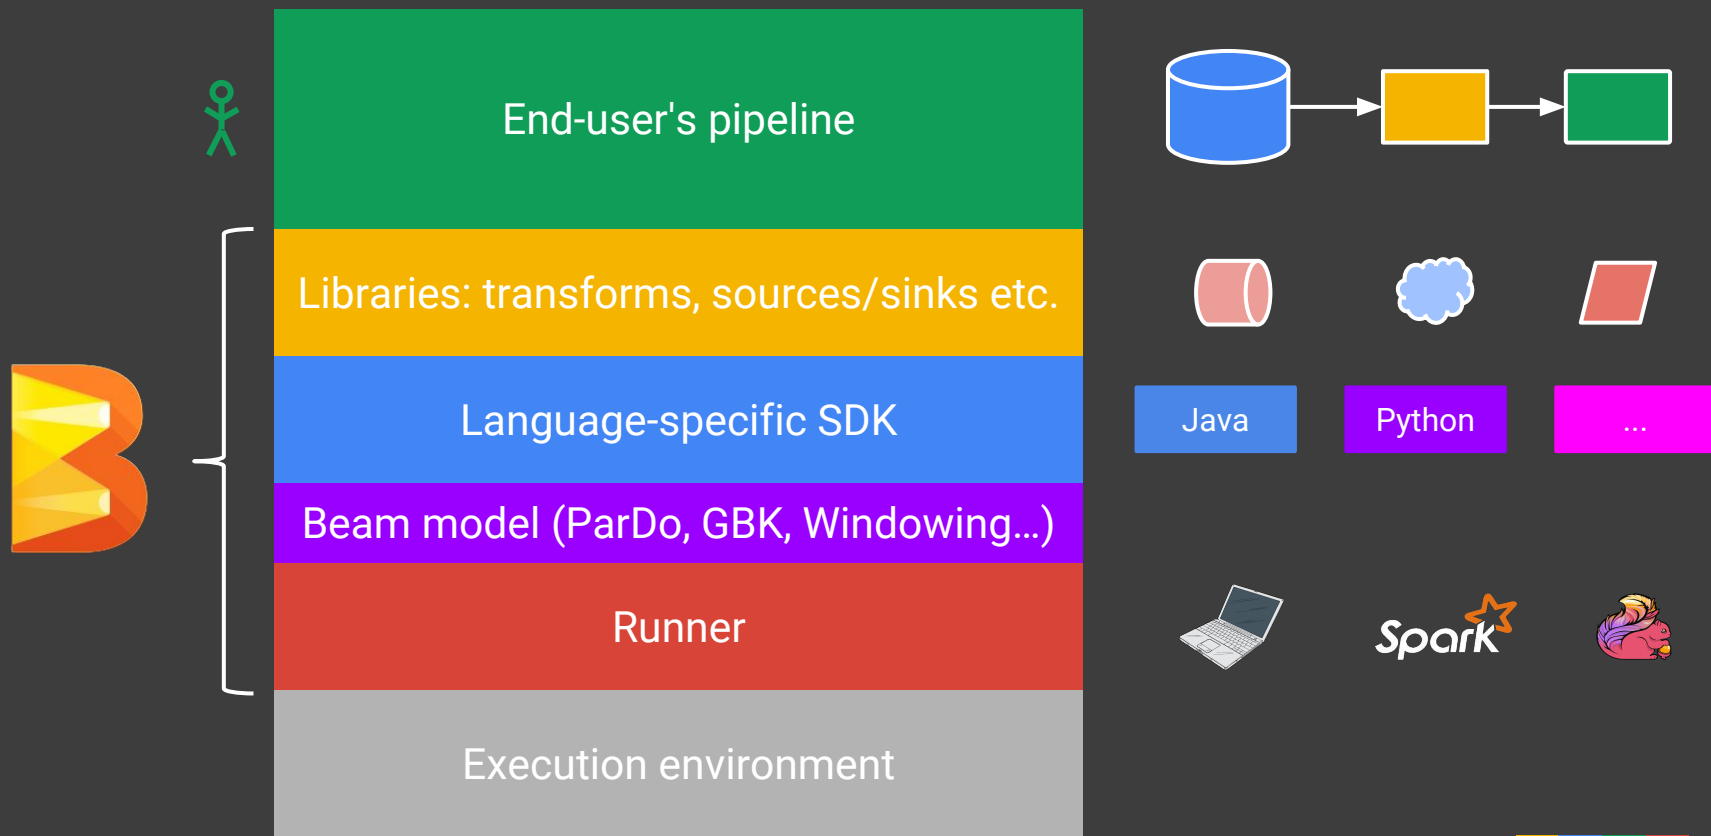 End-user's pipeline
Libraries: transforms, sources/sinks etc.
Language-specific SDK
Java
Python
...
Beam model (ParDo, GBK, Windowing...)
Runner
Spark
Execution environment